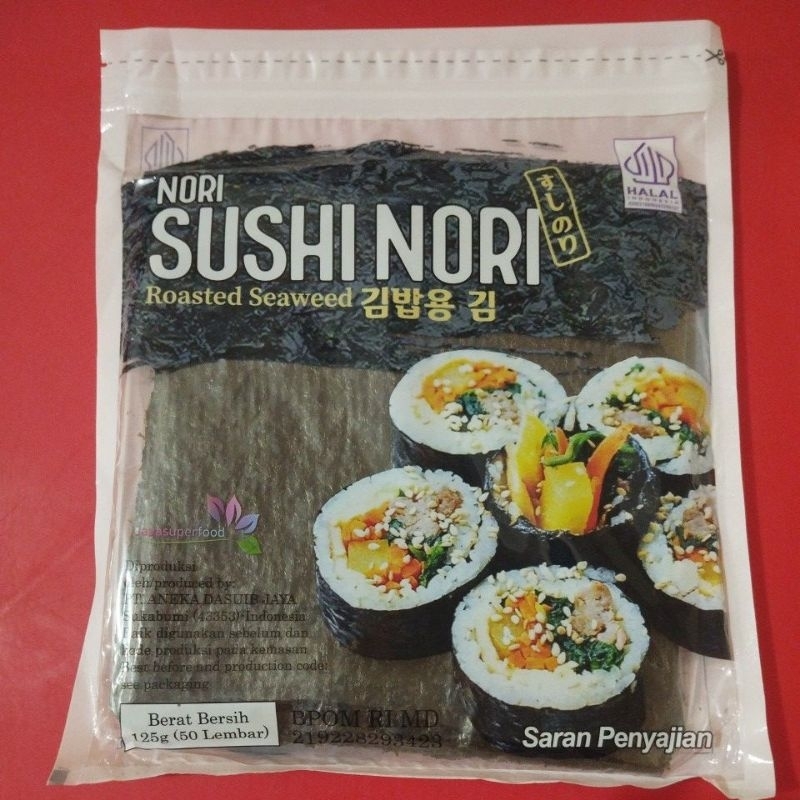 NORI
SUSHI NORI
すしのり
Roasted Seaweed 김밥용 김
HALAL
INDONESIA
Diproduksi
oleh/produced by:
PT. ANEKA DASUIB JAYA
Sukabumi (43353)-Indonesia
Baik digunakan sebelum dan
kode produksi pada kemasan
Best before and production code:
see packaging
Berat Bersih
125g (50 Lembar)
BPOM RI MD
219228293423
Saran Penyajian